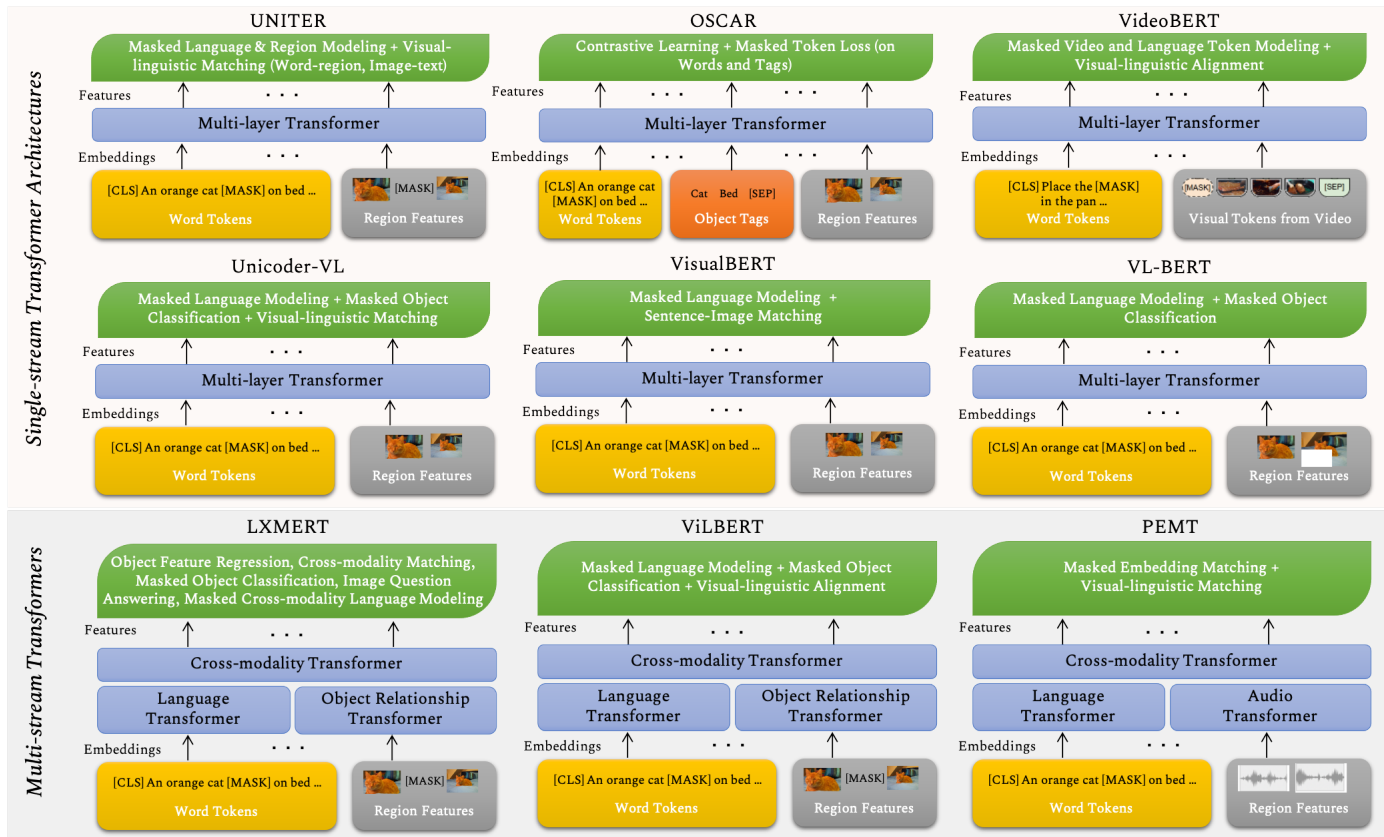 Single-stream Transformer Architectures
UNITER
Masked Language & Region Modeling + Visual-
linguistic Matching (Word-region, Image-text)
Features
. . .
Multi-layer Transformer
Embeddings
. . .
[CLS] An orange cat [MASK] on bed ...
Word Tokens
[MASK]
Region Features
OSCAR
Contrastive Learning + Masked Token Loss (on
Words and Tags)
Features
. . .
. . .
Multi-layer Transformer
Embeddings
. . .
. . .
[CLS] An orange cat
[MASK] on bed ...
Word Tokens
Cat Bed [SEP]
Object Tags
Region Features
VideoBERT
Masked Video and Language Token Modeling +
Visual-linguistic Alignment
Features
. . .
Multi-layer Transformer
Embeddings
. . .
[CLS] Place the [MASK]
in the pan ...
Word Tokens
[MASK]
[SEP]
Visual Tokens from Video
Unicoder-VL
Masked Language Modeling + Masked Object
Classification + Visual-linguistic Matching
Features
. . .
Multi-layer Transformer
Embeddings
. . .
[CLS] An orange cat [MASK] on bed ...
Word Tokens
Region Features
VisualBERT
Masked Language Modeling +
Sentence-Image Matching
Features
. . .
Multi-layer Transformer
Embeddings
. . .
[CLS] An orange cat [MASK] on bed ...
Word Tokens
Region Features
VL-BERT
Masked Language Modeling + Masked Object
Classification
Features
. . .
Multi-layer Transformer
Embeddings
. . .
[CLS] An orange cat [MASK] on bed ...
Word Tokens
Region Features
Multi-stream Transformers
LXMERT
Object Feature Regression, Cross-modality Matching,
Masked Object Classification, Image Question
Answering, Masked Cross-modality Language Modeling
Features
. . .
Cross-modality Transformer
Language
Transformer
Object Relationship
Transformer
Embeddings
. . .
[CLS] An orange cat [MASK] on bed ...
Word Tokens
[MASK]
Region Features
ViLBERT
Masked Language Modeling + Masked Object
Classification + Visual-linguistic Alignment
Features
. . .
Cross-modality Transformer
Language
Transformer
Object Relationship
Transformer
Embeddings
. . .
[CLS] An orange cat [MASK] on bed ...
Word Tokens
[MASK]
Region Features
PEMT
Masked Embedding Matching +
Visual-linguistic Matching
Features
. . .
Cross-modality Transformer
Language
Transformer
Audio
Transformer
Embeddings
. . .
[CLS] An orange cat [MASK] on bed ...
Word Tokens
Region Features